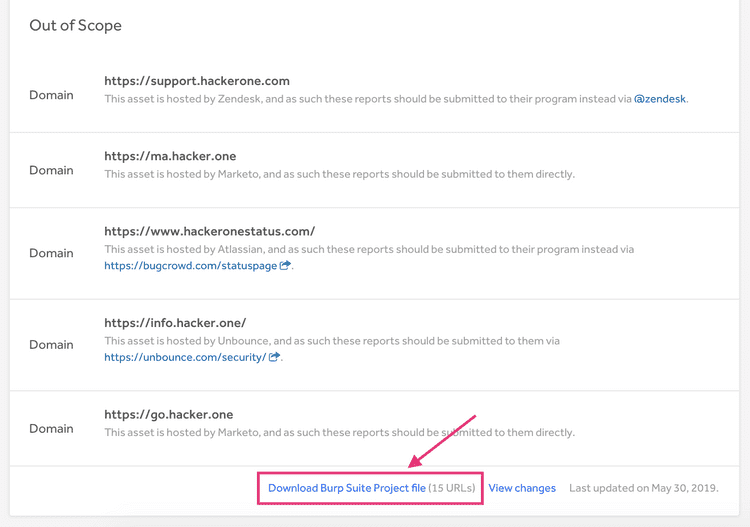 Out of Scope
Domain
https://support.hackerone.com
This asset is hosted by Zendesk, and as such these reports should be submitted to their program instead via @zendesk.
Domain
https://ma.hacker.one
This asset is hosted by Marketo, and as such these reports should be submitted to them directly.
Domain
https://www.hackeronestatus.com/
This asset is hosted by Atlassian, and as such these reports should be submitted to their program instead via
https://bugcrowd.com/statuspage.
Domain
https://info.hacker.one/
This asset is hosted by Unbounce, and as such these reports should be submitted to them via
https://unbounce.com/security/.
Domain
https://go.hacker.one
This asset is hosted by Marketo, and as such these reports should be submitted to them directly.
Download Burp Suite Project file (15 URLs) View changes Last updated on May 30, 2019.